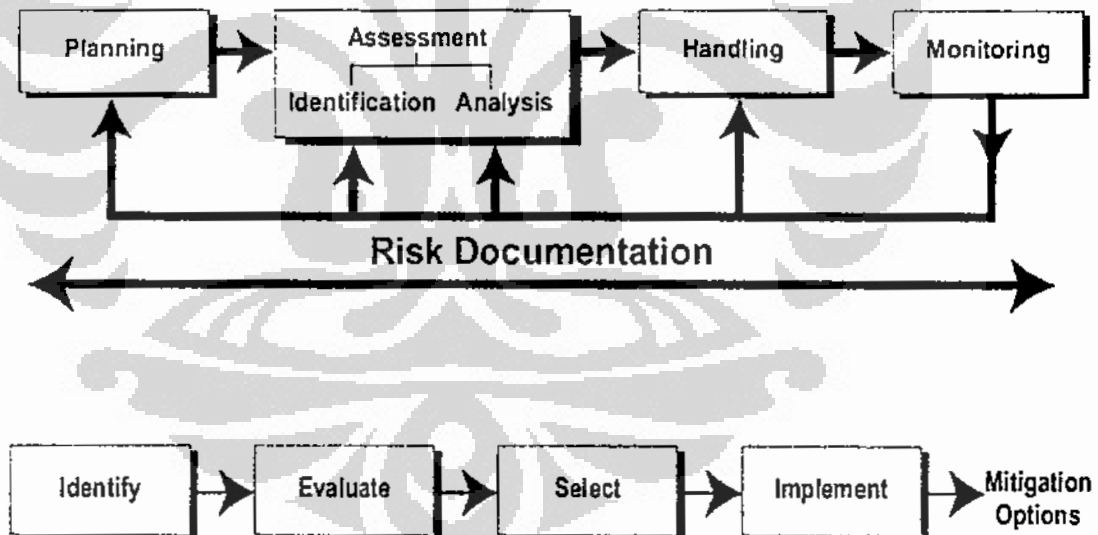 Planning
Assessment
Identification Analysis
Handling
Monitoring
Risk Documentation
Identify
Evaluate
Select
Implement
Mitigation
Options